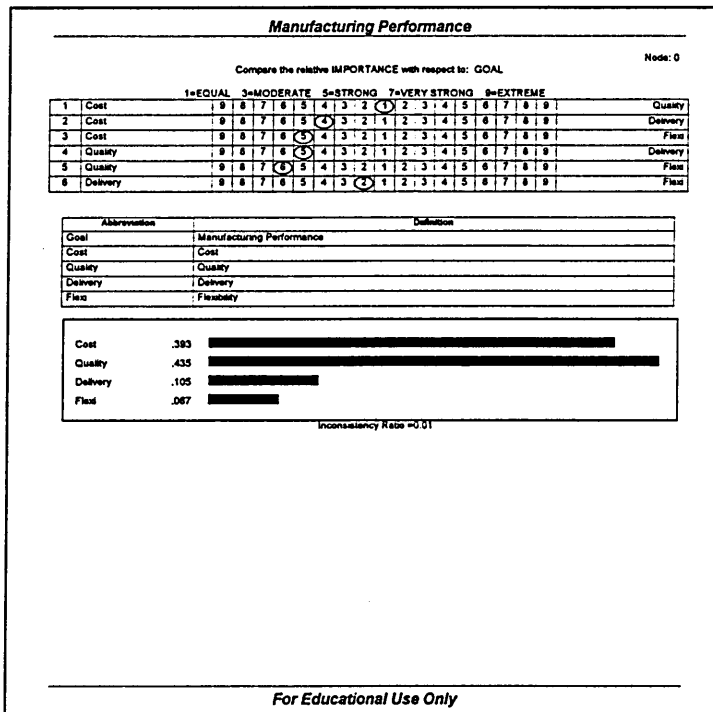 Manufacturing Performance
Node: 0
Compare the relative IMPORTANCE with respect to: GOAL
1=EQUAL 3=MODERATE 5=STRONG 7=VERY STRONG 9=EXTREME
1 Cost 9 8 7 6 5 4 3 2 1 2 3 4 5 6 7 8 9 Quality
2 Cost 9 8 7 6 5 4 3 2 1 2 3 4 5 6 7 8 9 Delivery
3 Cost 9 8 7 6 5 4 3 2 1 2 3 4 5 6 7 8 9 Flexi
4 Quality 9 8 7 6 5 4 3 2 1 2 3 4 5 6 7 8 9 Delivery
5 Quality 9 8 7 6 5 4 3 2 1 2 3 4 5 6 7 8 9 Flexi
6 Delivery 9 8 7 6 5 4 3 2 1 2 3 4 5 6 7 8 9 Flexi
Abbreviation Definition
Goal Manufacturing Performance
Cost Cost
Quality Quality
Delivery Delivery
Flexi Flexibility
Cost .393
Quality .435
Delivery .105
Flexi .067
Inconsistency Ratio =0.01
For Educational Use Only